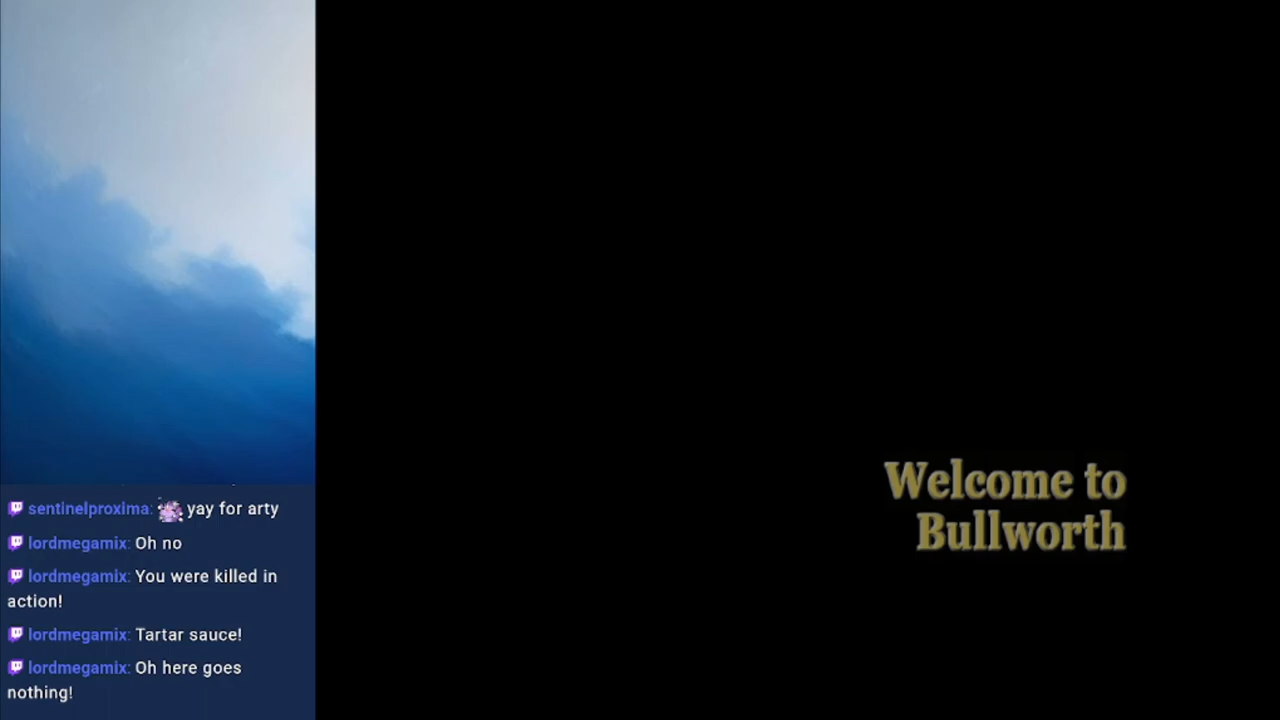 sentinelproxima: yay for arty
lordmegamix: Oh no
lordmegamix: You were killed in
action!
lordmegamix: Tartar sauce!
lordmegamix: Oh here goes
nothing!
Welcome to
Bullworth